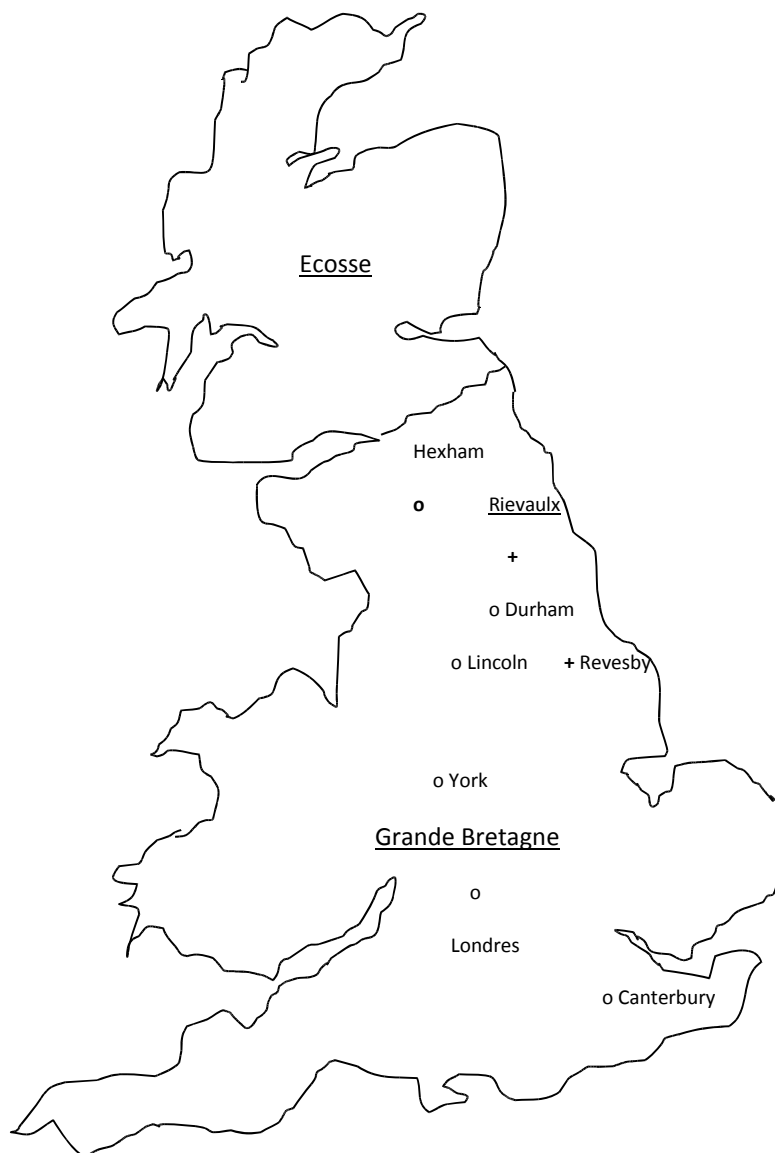 Ecosse
Hexham
o Rievaulx
+
o Durham
o Lincoln + Revesby
o York
Grande Bretagne
o
Londres
o Canterbury